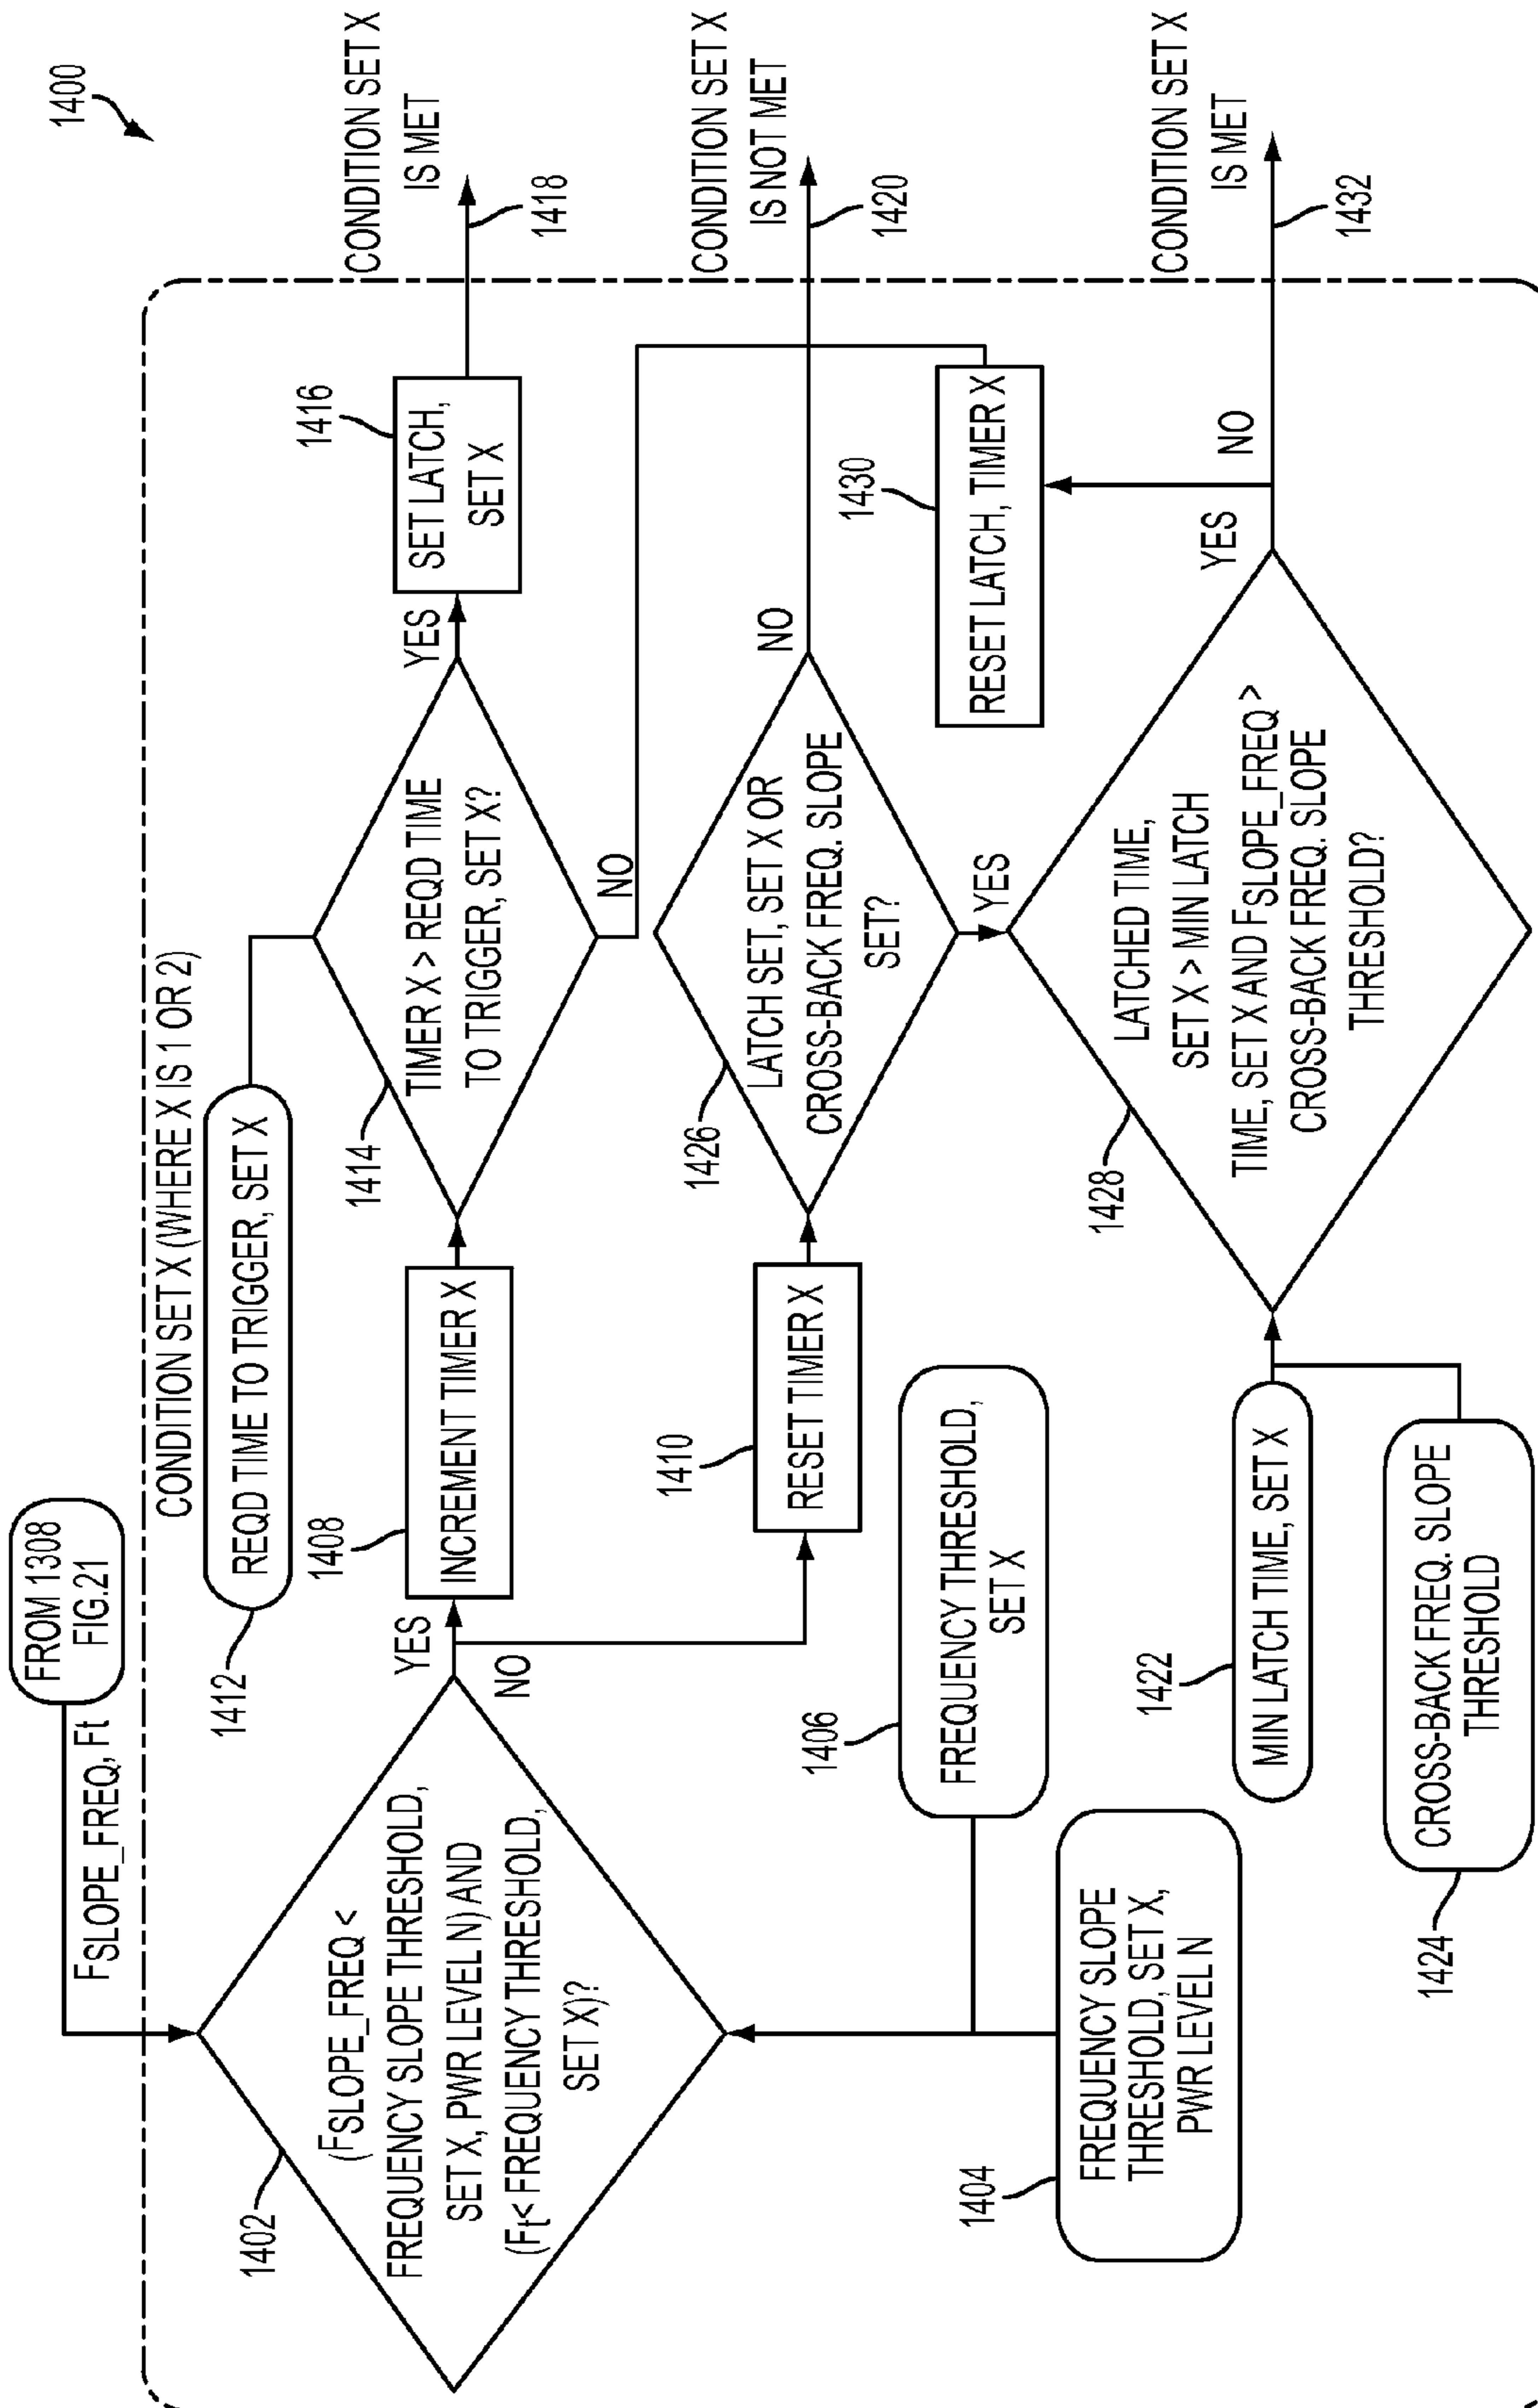 1400
FROM 1308
FIG.21
FSLOPE_FREQ, Ft
CONDITION SET X (WHERE X IS 1 OR 2)
1402
(FSLOPE_FREQ <
FREQUENCY SLOPE THRESHOLD,
SET X, PWR LEVEL N) AND
(Ft< FREQUENCY THRESHOLD,
SET X)?
YES
NO
1404
FREQUENCY SLOPE
THRESHOLD, SET X,
PWR LEVEL N
1406
FREQUENCY THRESHOLD,
SET X
1408
INCREMENT TIMER X
1410
RESET TIMER X
1412
REQD TIME TO TRIGGER, SET X
1414
TIMER X > REQD TIME
TO TRIGGER, SET X?
YES
NO
1416
SET LATCH,
SET X
1418
CONDITION SET X
IS MET
1426
LATCH SET, SET X OR
CROSS-BACK FREQ. SLOPE
SET?
NO
YES
1420
CONDITION SET X
IS NOT MET
1422
MIN LATCH TIME, SET X
1424
CROSS-BACK FREQ. SLOPE
THRESHOLD
1428
LATCHED TIME,
SET X > MIN LATCH
TIME, SET X AND FSLOPE_FREQ >
CROSS-BACK FREQ. SLOPE
THRESHOLD?
YES
NO
1430
RESET LATCH, TIMER X
1432
CONDITION SET X
IS MET